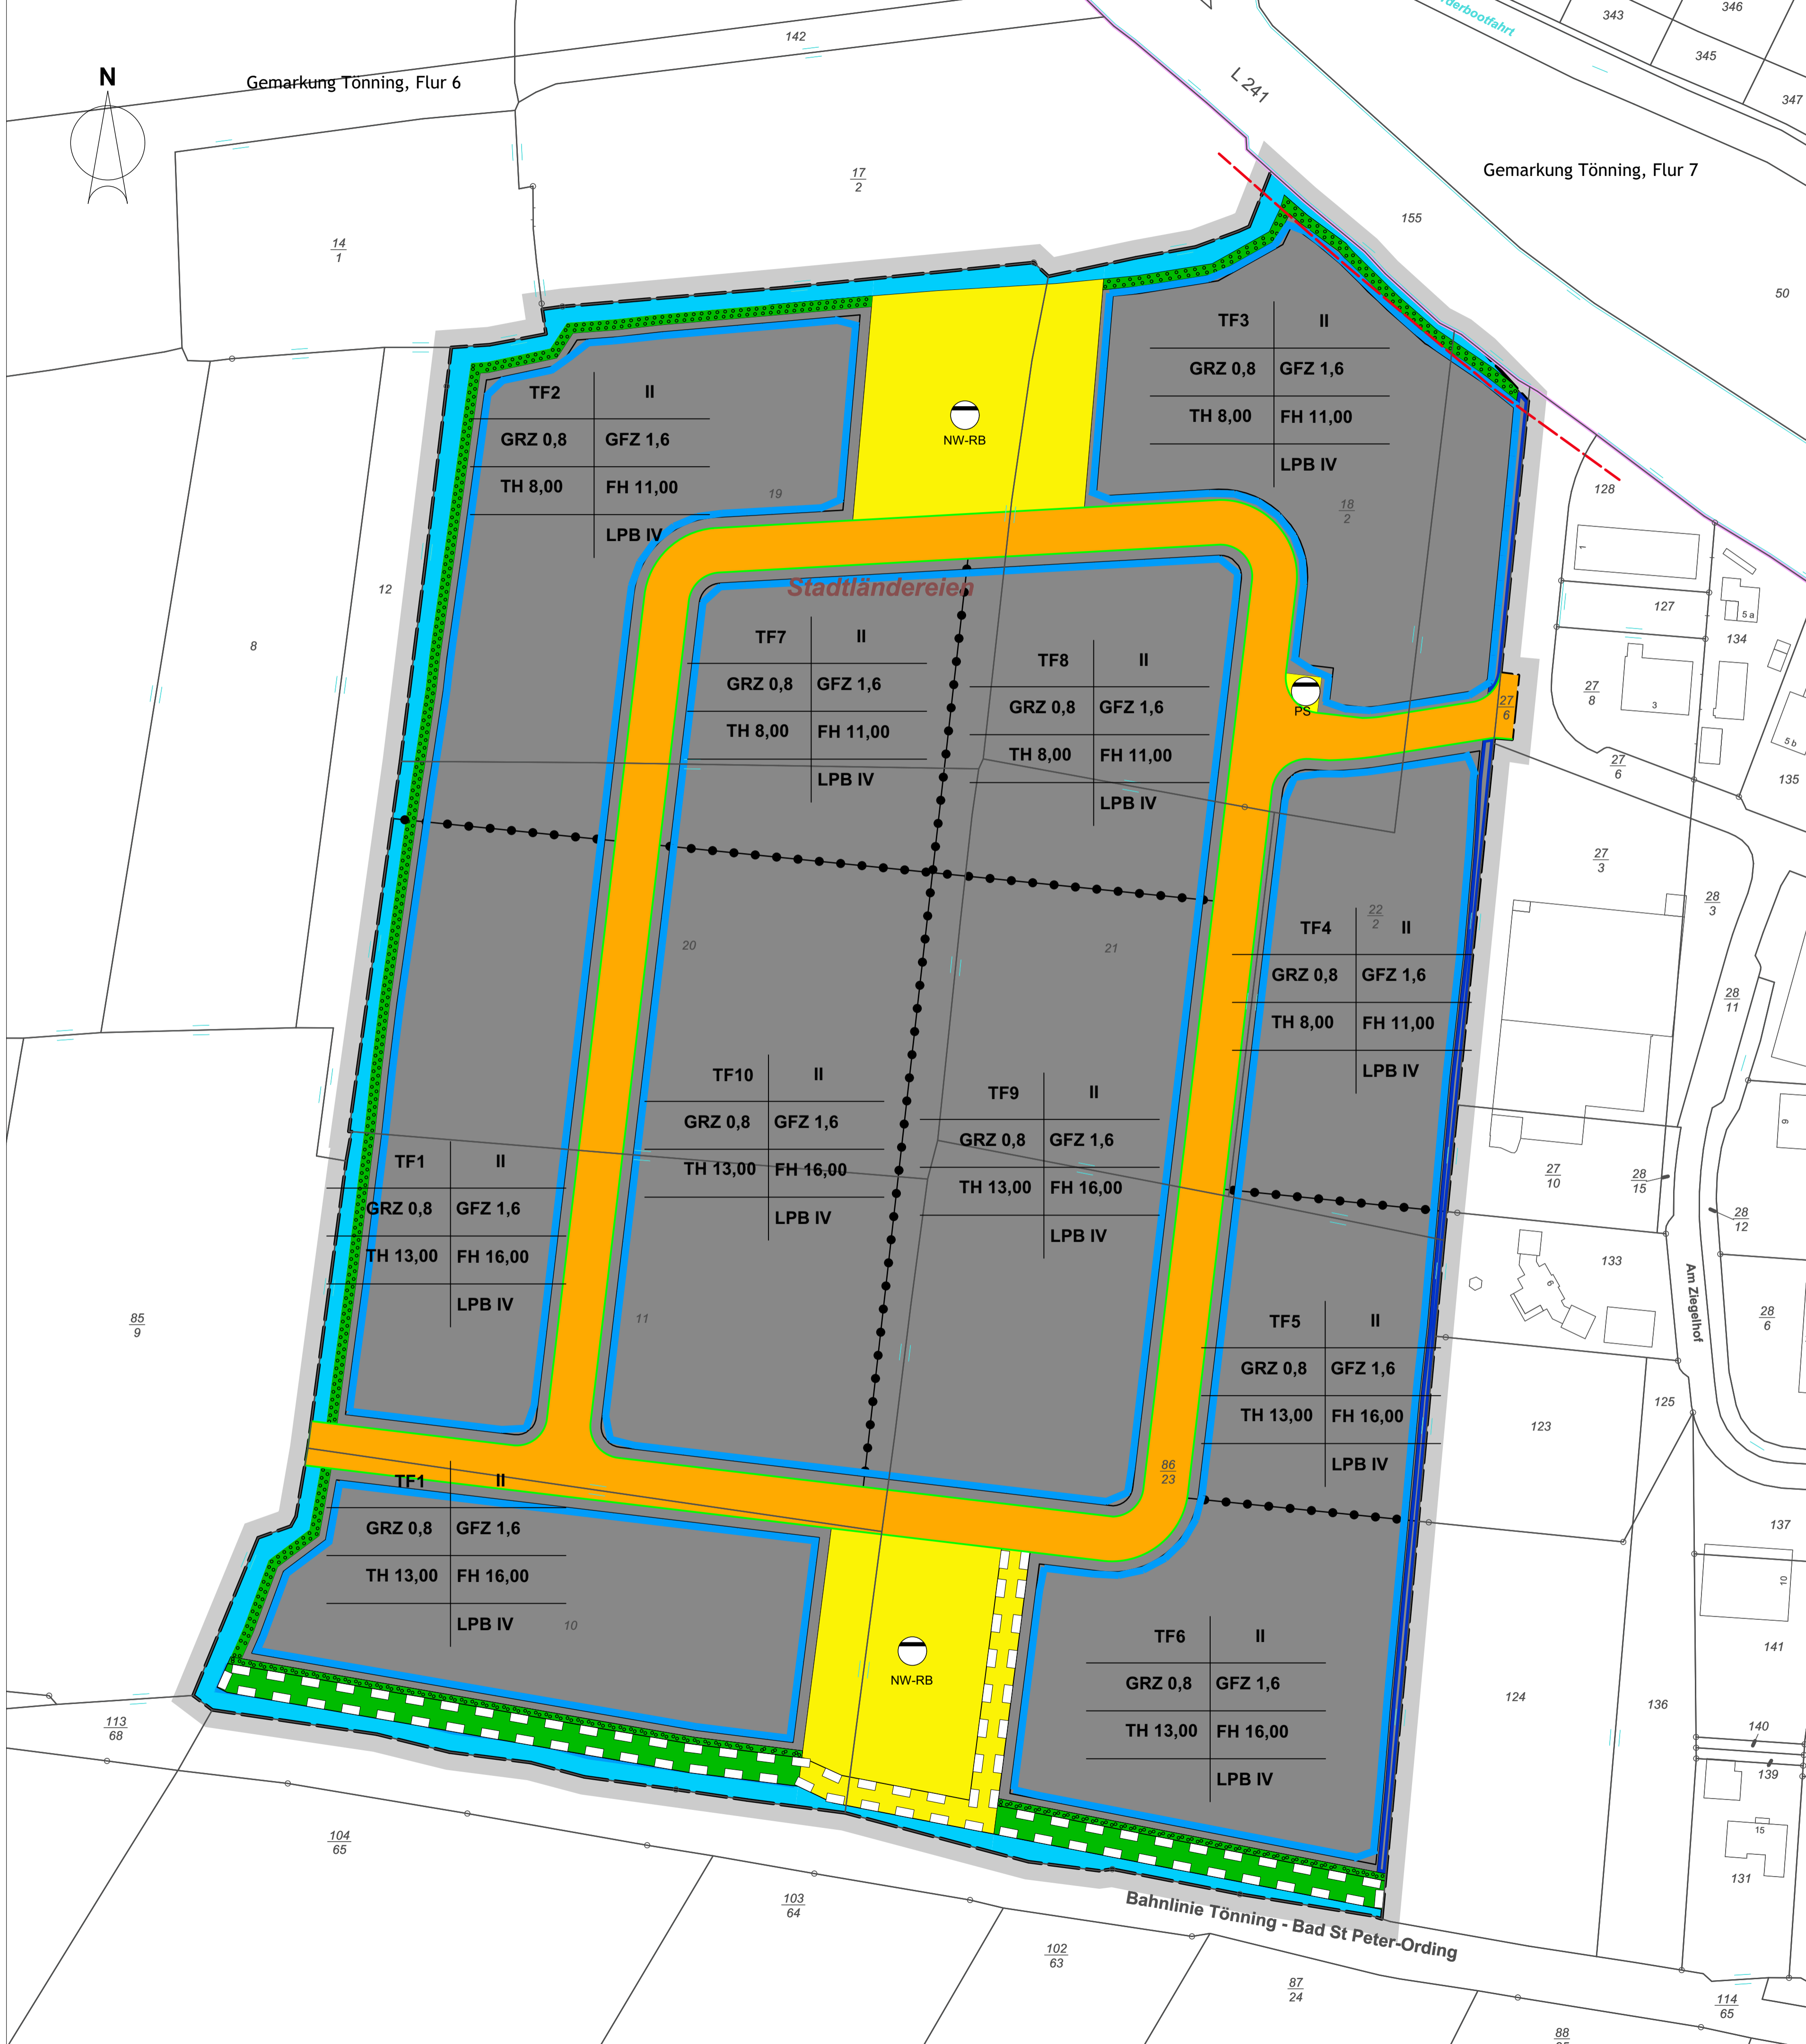 142
343
346
345
347
rderbootfahrt
L 241
N
Gemarkung Tönning, Flur 6
Gemarkung Tönning, Flur 7
17
2
155
14
1
50
TF3 II
GRZ 0,8 GFZ 1,6
TH 8,00 FH 11,00
LPB IV
TF2 II
GRZ 0,8 GFZ 1,6
TH 8,00 FH 11,00
LPB IV
NW-RB
19
18
2
128
1
12
8
Stadtländereien
127
5 a
134
TF7 II
GRZ 0,8 GFZ 1,6
TH 8,00 FH 11,00
LPB IV
TF8 II
GRZ 0,8 GFZ 1,6
TH 8,00 FH 11,00
LPB IV
PS
27
6
27
8
3
5 b
27
6
135
27
3
28
3
22
2
TF4 II
GRZ 0,8 GFZ 1,6
TH 8,00 FH 11,00
LPB IV
20
21
28
11
TF10 II
GRZ 0,8 GFZ 1,6
TH 13,00 FH 16,00
LPB IV
TF9 II
GRZ 0,8 GFZ 1,6
TH 13,00 FH 16,00
LPB IV
9
27
10
28
15
28
12
TF1 II
GRZ 0,8 GFZ 1,6
TH 13,00 FH 16,00
LPB IV
133
6
Am Ziegelhof
85
9
11
28
6
TF5 II
GRZ 0,8 GFZ 1,6
TH 13,00 FH 16,00
LPB IV
125
123
86
23
TF1 II
GRZ 0,8 GFZ 1,6
TH 13,00 FH 16,00
LPB IV
10
137
10
141
NW-RB
TF6 II
GRZ 0,8 GFZ 1,6
TH 13,00 FH 16,00
LPB IV
124
136
113
68
140
139
15
131
104
65
103
64
Bahnlinie Tönning - Bad St Peter-Ording
102
63
87
24
114
65
88